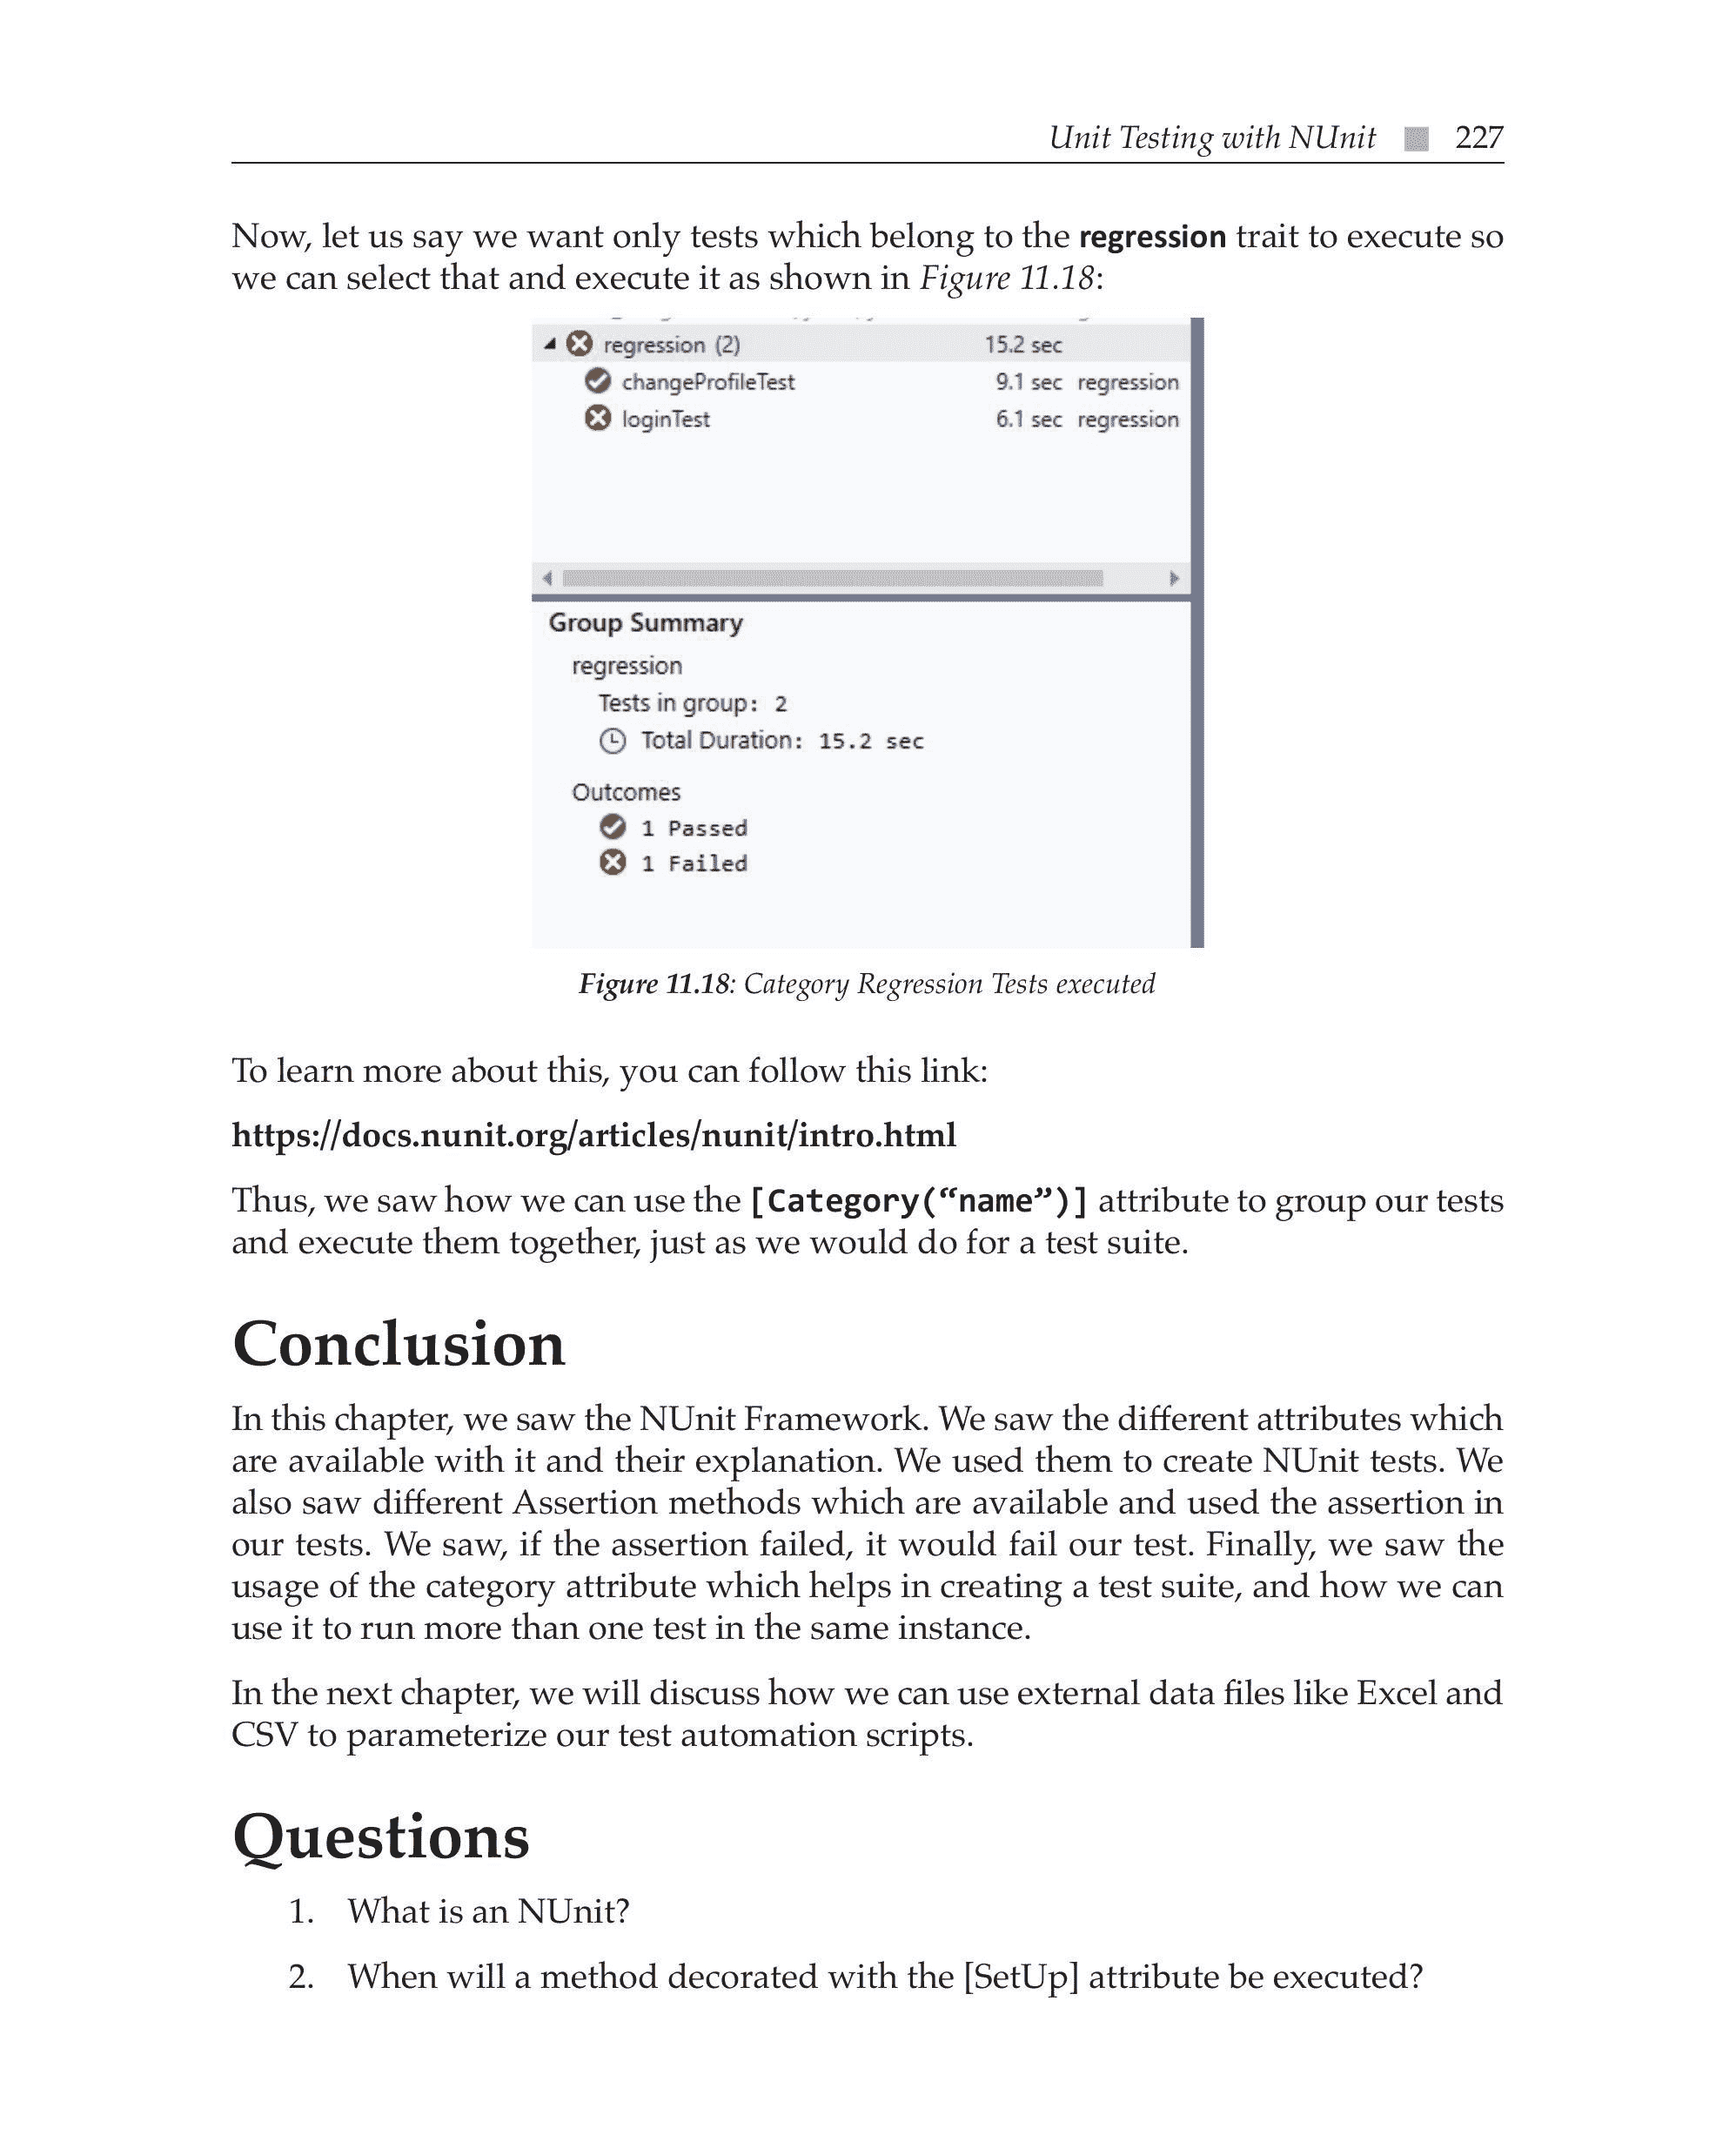 Unit Testing with NUnit 227
Now, let us say we want only tests which belong to the regression trait to execute so
we can select that and execute it as shown in Figure 11.18:
regression (2) 15.2 sec
changeProfileTest 9.1 sec regression
loginTest 6.1 sec regression
Group Summary
regression
Tests in group: 2
Total Duration: 15.2 sec
Outcomes
1 Passed
1 Failed
Figure 11.18: Category Regression Tests executed
To learn more about this, you can follow this link:
https://docs.nunit.org/articles/nunit/intro.html
Thus, we saw how we can use the [Category(“name”)] attribute to group our tests
and execute them together, just as we would do for a test suite.
Conclusion
In this chapter, we saw the NUnit Framework. We saw the different attributes which
are available with it and their explanation. We used them to create NUnit tests. We
also saw different Assertion methods which are available and used the assertion in
our tests. We saw, if the assertion failed, it would fail our test. Finally, we saw the
usage of the category attribute which helps in creating a test suite, and how we can
use it to run more than one test in the same instance.
In the next chapter, we will discuss how we can use external data files like Excel and
CSV to parameterize our test automation scripts.
Questions
1. What is an NUnit?
2. When will a method decorated with the [SetUp] attribute be executed?